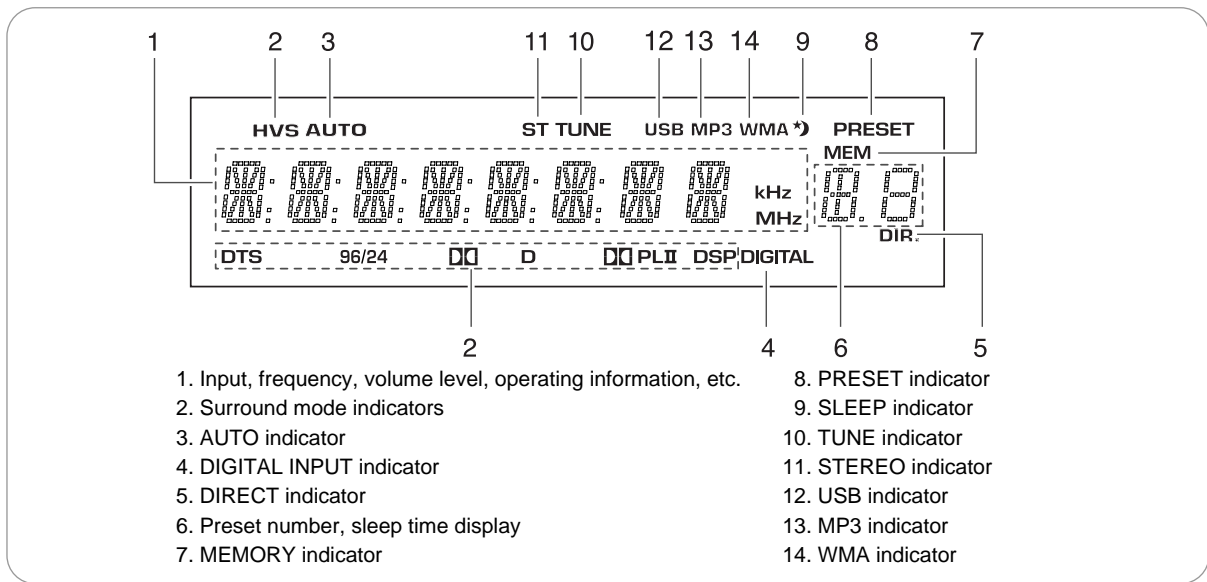 1 2 3 11 10 12 13 14 9 8 7
HVS AUTO ST TUNE USB MP3 WMA PRESET
MEM
kHz
MHz
DIR
DTS 96/24 D PLII DSP DIGITAL
2 4 6 5
1. Input, frequency, volume level, operating information, etc.
2. Surround mode indicators
3. AUTO indicator
4. DIGITAL INPUT indicator
5. DIRECT indicator
6. Preset number, sleep time display
7. MEMORY indicator
8. PRESET indicator
9. SLEEP indicator
10. TUNE indicator
11. STEREO indicator
12. USB indicator
13. MP3 indicator
14. WMA indicator